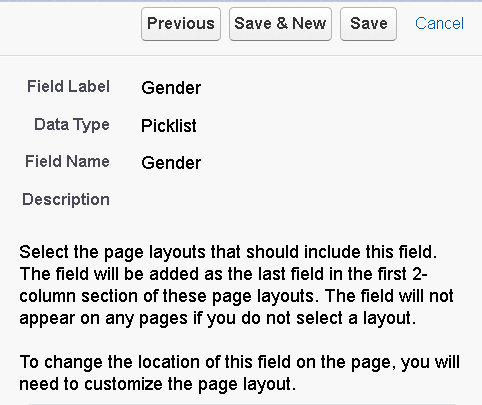 Previous Save & New Save Cancel
Field Label Gender
Data Type Picklist
Field Name Gender
Description
Select the page layouts that should include this field.
The field will be added as the last field in the first 2-
column section of these page layouts. The field will not
appear on any pages if you do not select a layout.
To change the location of this field on the page, you will
need to customize the page layout.